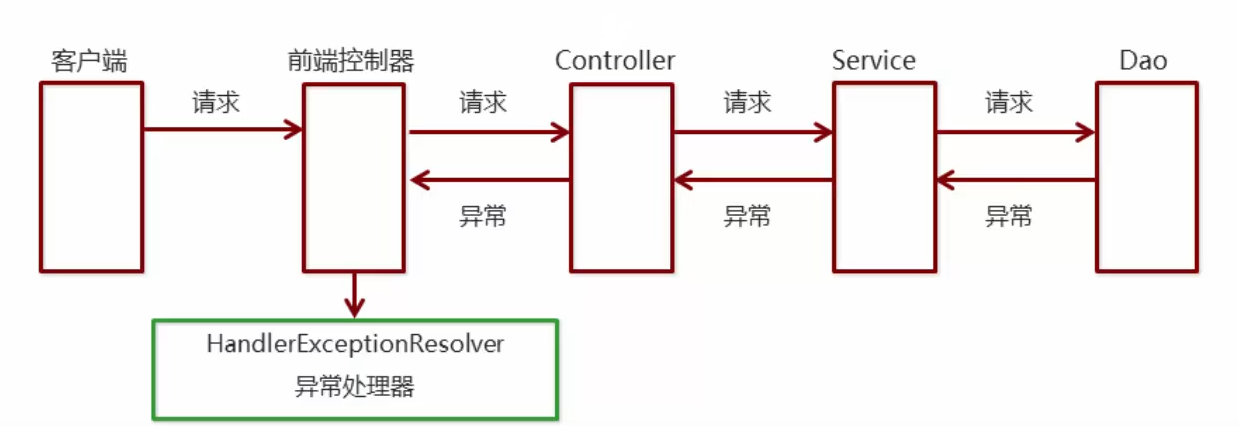 客户端
前端控制器
Controller
Service
Dao
请求
请求
请求
请求
异常
异常
异常
HandlerExceptionResolver
异常处理器